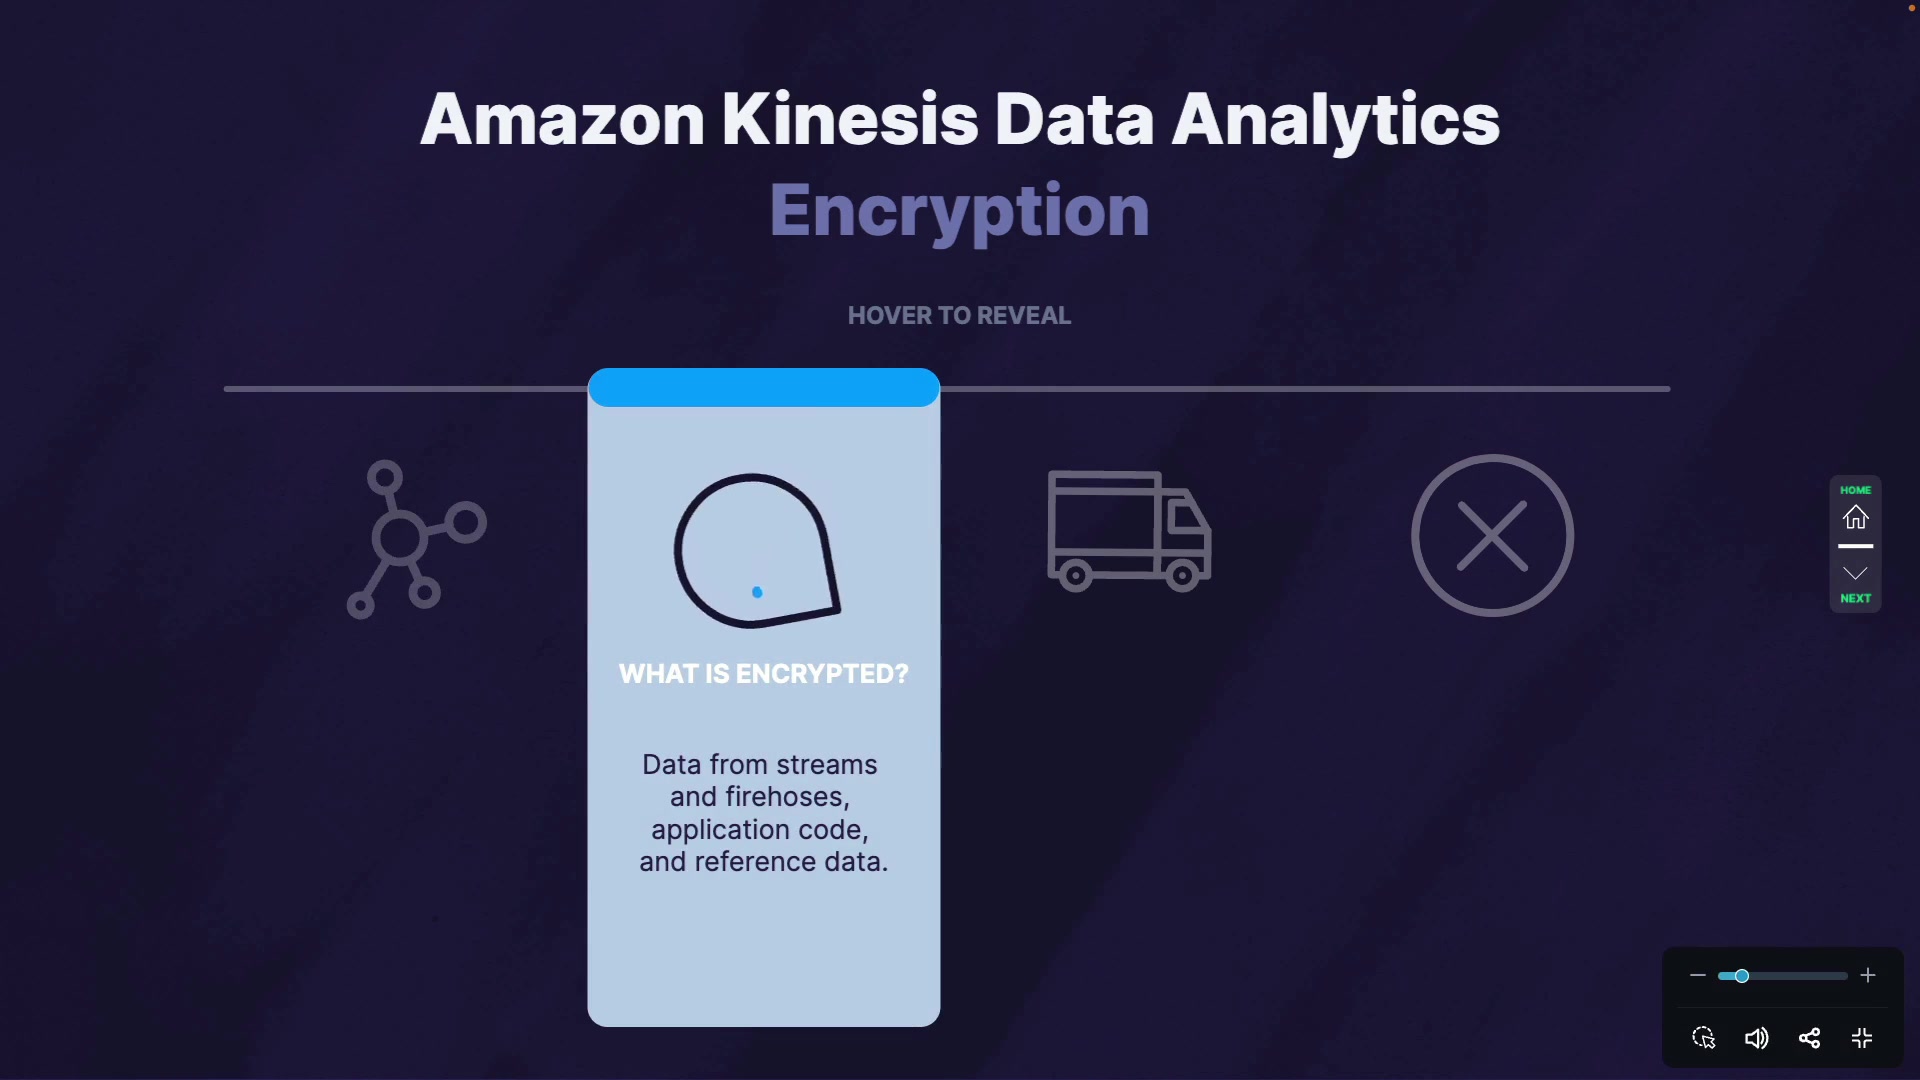 Amazon Kinesis Data Analytics
Encryption
HOVER TO REVEAL
WHAT IS ENCRYPTED?
Data from streams
and firehoses,
application code,
and reference data.
HOME
NEXT